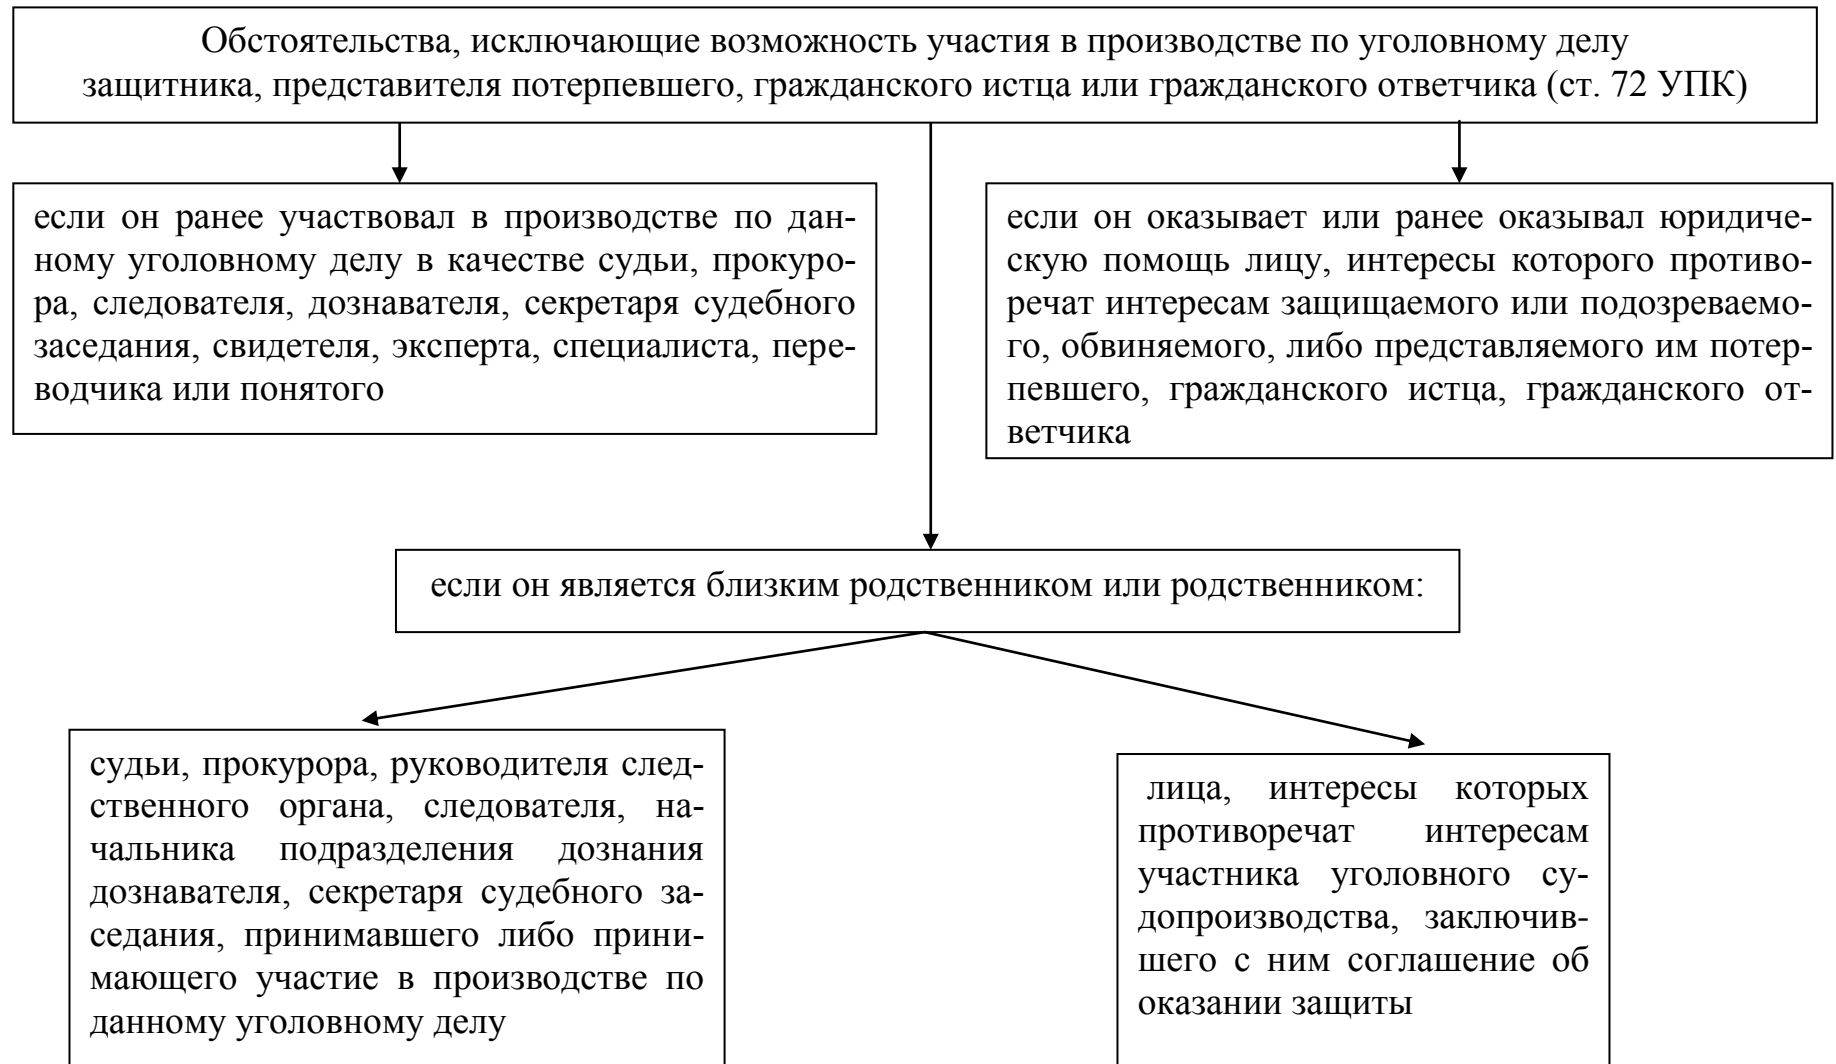 Обстоятельства, исключающие возможность участия в производстве по уголовному делу
защитника, представителя потерпевшего, гражданского истца или гражданского ответчика (ст. 72 УПК)
если он ранее участвовал в производстве по дан-
ному уголовному делу в качестве судьи, прокуро-
ра, следователя, дознавателя, секретаря судебного
заседания, свидетеля, эксперта, специалиста, пере-
водчика или понятого
если он оказывает или ранее оказывал юридиче-
скую помощь лицу, интересы которого противо-
речат интересам защищаемого или подозреваемо-
го, обвиняемого, либо представляемого им потер-
певшего, гражданского истца, гражданского от-
ветчика
если он является близким родственником или родственником:
судьи, прокурора, руководителя след-
ственного органа, следователя, на-
чальника подразделения дознания
дознавателя, секретаря судебного за-
седания, принимавшего либо прини-
мающего участие в производстве по
данному уголовному делу
лица, интересы которых
противоречат интересам
участника уголовного су-
допроизводства, заключив-
шего с ним соглашение об
оказании защиты